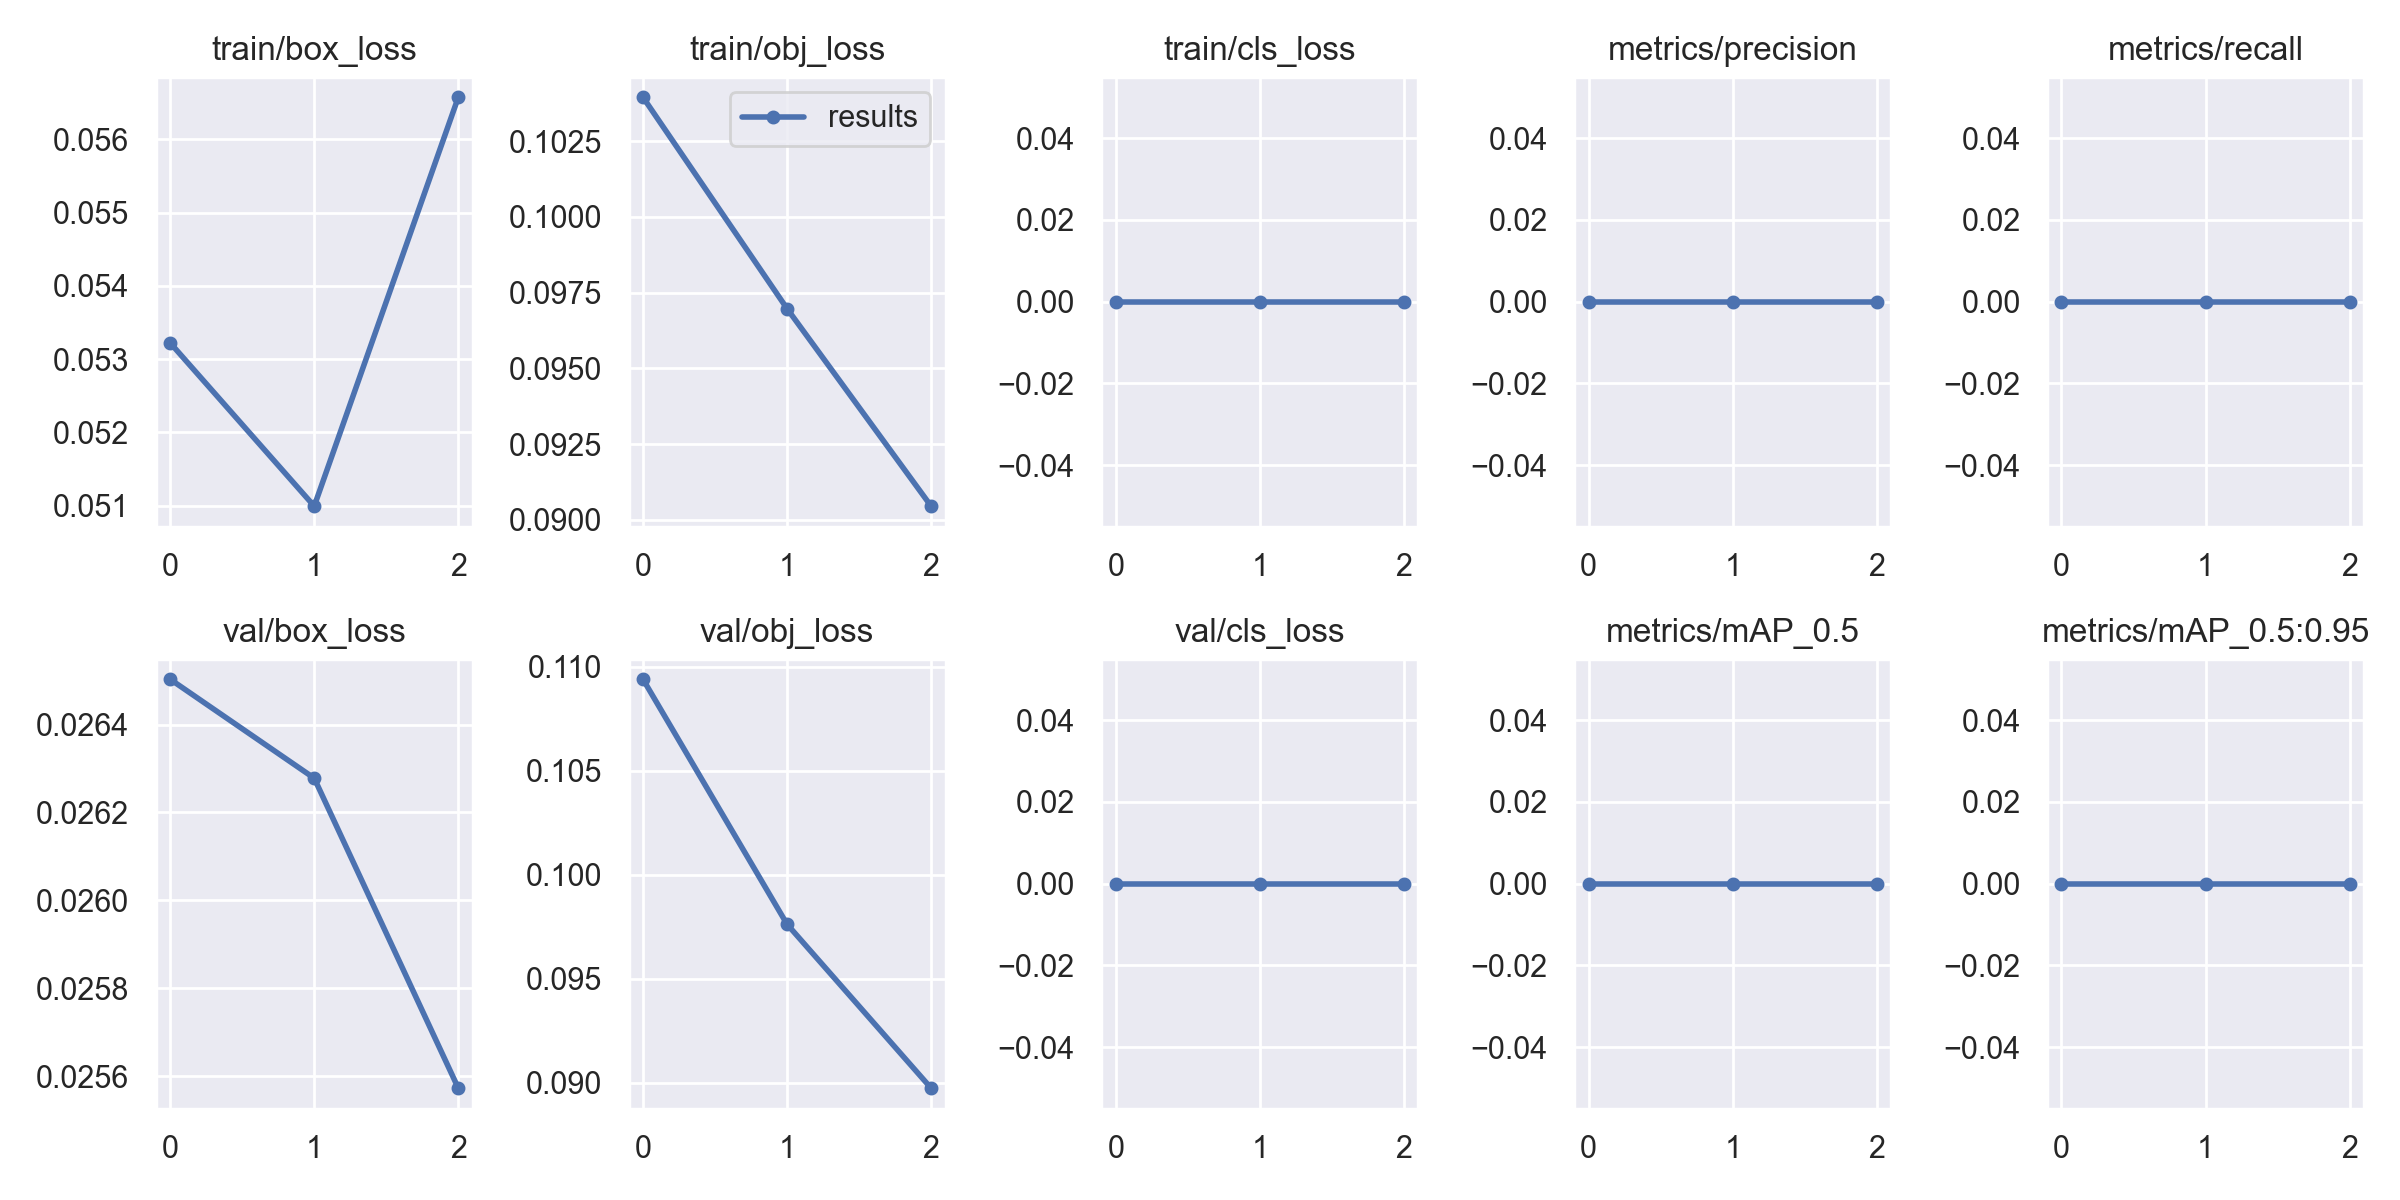 train/box_loss
0.056
0.055
0.054
0.053
0.052
0.051
0 1 2
train/obj_loss
results
0.1025
0.1000
0.0975
0.0950
0.0925
0.0900
0 1 2
train/cls_loss
0.04
0.02
0.00
−0.02
−0.04
0 1 2
metrics/precision
0.04
0.02
0.00
−0.02
−0.04
0 1 2
metrics/recall
0.04
0.02
0.00
−0.02
−0.04
0 1 2
val/box_loss
0.0264
0.0262
0.0260
0.0258
0.0256
0 1 2
val/obj_loss
0.110
0.105
0.100
0.095
0.090
0 1 2
val/cls_loss
0.04
0.02
0.00
−0.02
−0.04
0 1 2
metrics/mAP_0.5
0.04
0.02
0.00
−0.02
−0.04
0 1 2
metrics/mAP_0.5:0.95
0.04
0.02
0.00
−0.02
−0.04
0 1 2